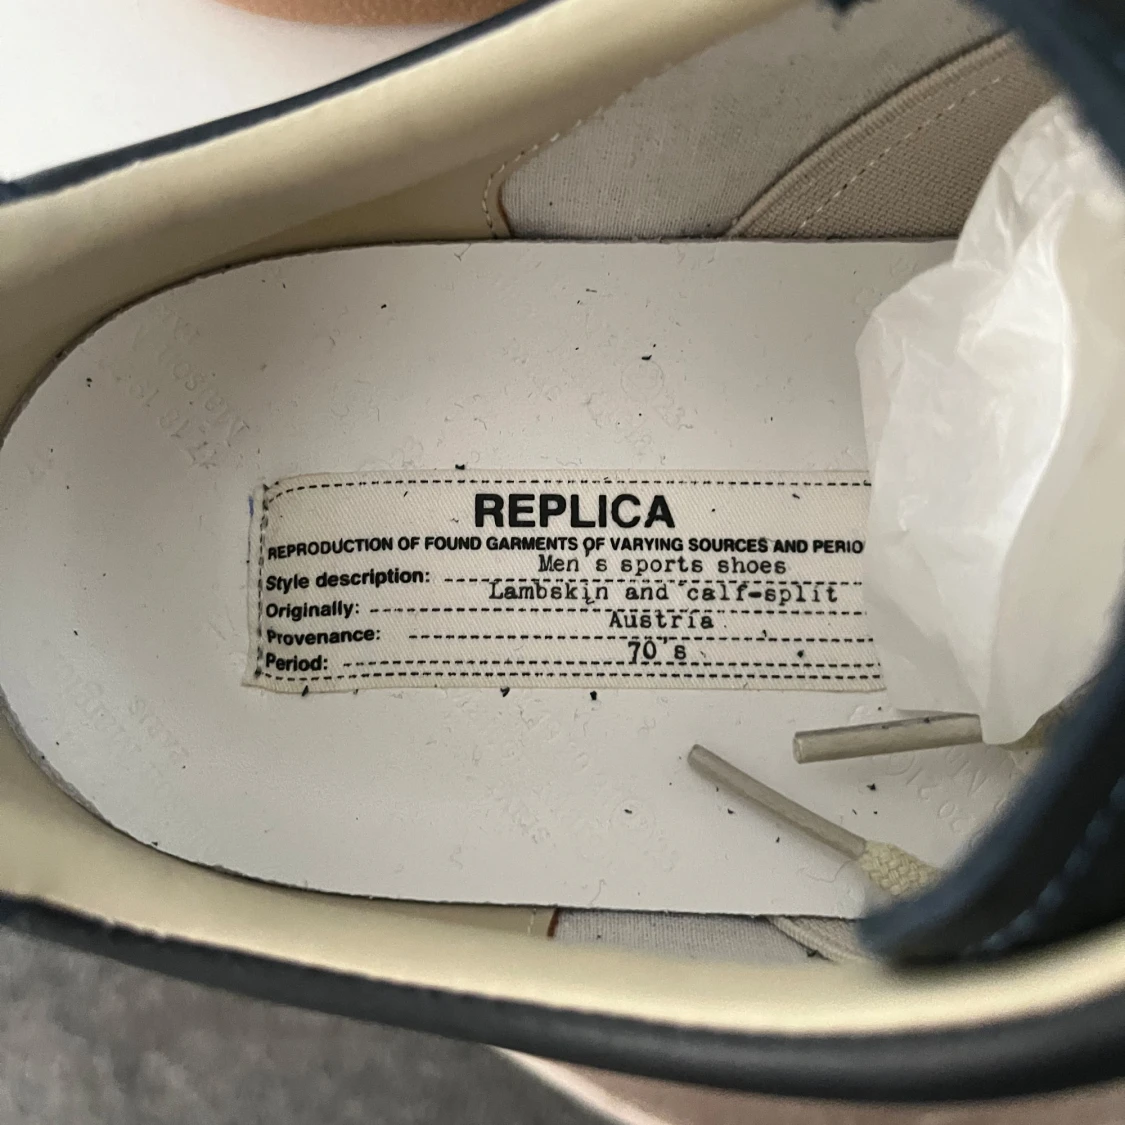 REPLICA
REPRODUCTION OF FOUND GARMENTS OF VARYING SOURCES AND PERIO
Style description: Men's sports shoes
Originally: Lambskin and calf-split
Provenance: Austria
Period: 70's